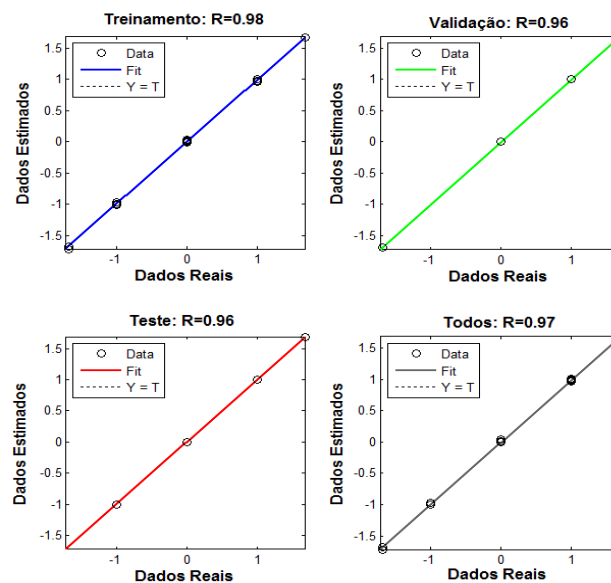 Treinamento: R=0.98
Dados Estimados
1.5
1
0.5
0
-0.5
-1
-1.5
Data
Fit
Y = T
-1 0 1
Dados Reais
Validação: R=0.96
Dados Estimados
1.5
1
0.5
0
-0.5
-1
-1.5
Data
Fit
Y = T
-1 0 1
Dados Reais
Teste: R=0.96
Dados Estimados
1.5
1
0.5
0
-0.5
-1
-1.5
Data
Fit
Y = T
-1 0 1
Dados Reais
Todos: R=0.97
Dados Estimados
1.5
1
0.5
0
-0.5
-1
-1.5
Data
Fit
Y = T
-1 0 1
Dados Reais